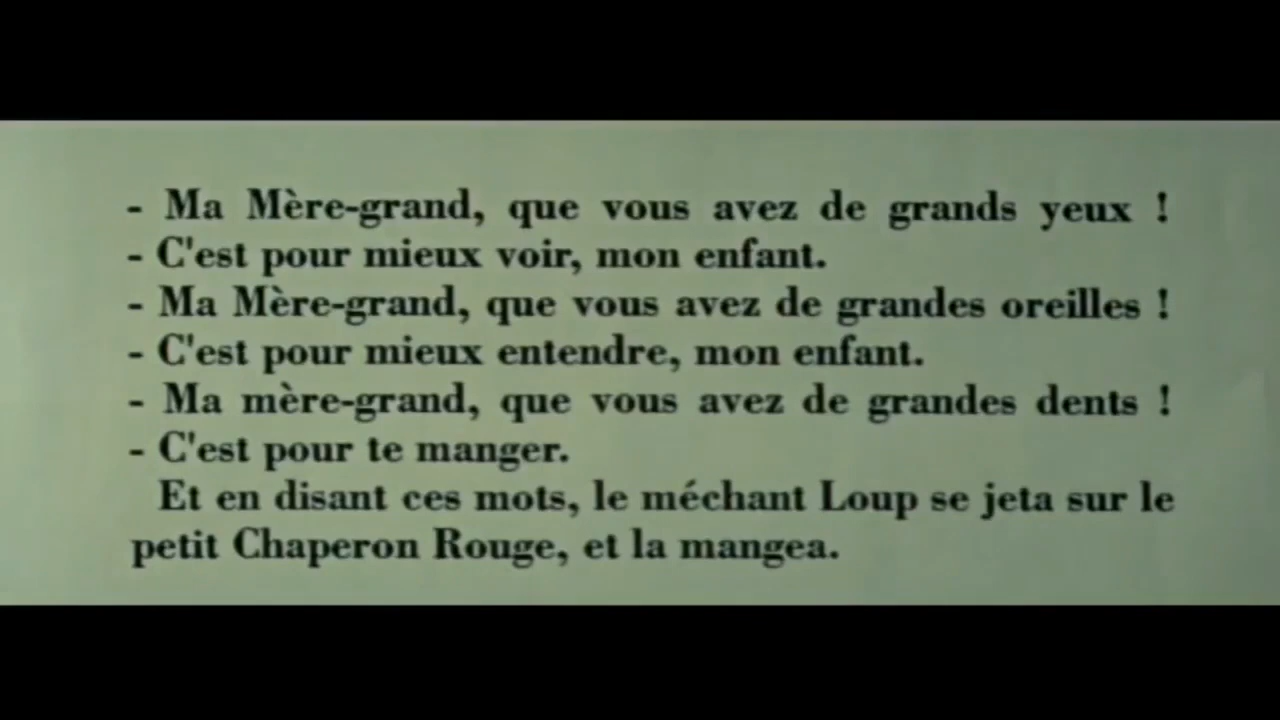 - Ma Mère-grand, que vous avez de grands yeux !
- C'est pour mieux voir, mon enfant.
- Ma Mère-grand, que vous avez de grandes oreilles !
- C'est pour mieux entendre, mon enfant.
- Ma mère-grand, que vous avez de grandes dents !
- C'est pour te manger.
Et en disant ces mots, le méchant Loup se jeta sur le
petit Chaperon Rouge, et la mangea.